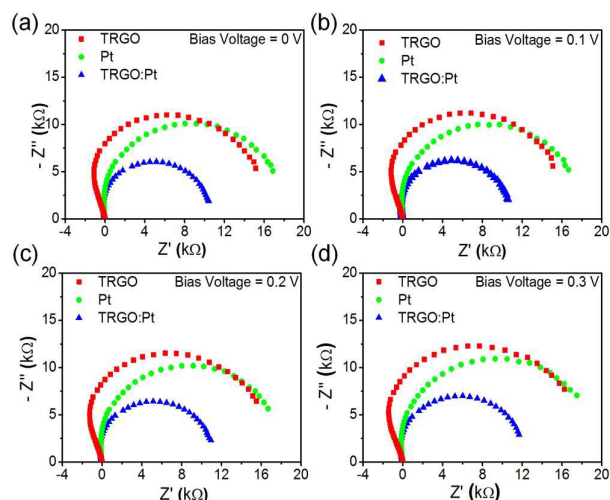 (a)
Bias Voltage = 0 V
TRGO
Pt
TRGO:Pt
- Z'' (kΩ)
20
15
10
5
0
-4 0 4 8 12 16 20
Z' (kΩ)
(b)
Bias Voltage = 0.1 V
TRGO
Pt
TRGO:Pt
- Z'' (kΩ)
20
15
10
5
0
-4 0 4 8 12 16 20
Z' (kΩ)
(c)
Bias Voltage = 0.2 V
TRGO
Pt
TRGO:Pt
- Z'' (kΩ)
20
15
10
5
0
-4 0 4 8 12 16 20
Z' (kΩ)
(d)
Bias Voltage = 0.3 V
TRGO
Pt
TRGO:Pt
- Z'' (kΩ)
20
15
10
5
0
-4 0 4 8 12 16 20
Z' (kΩ)